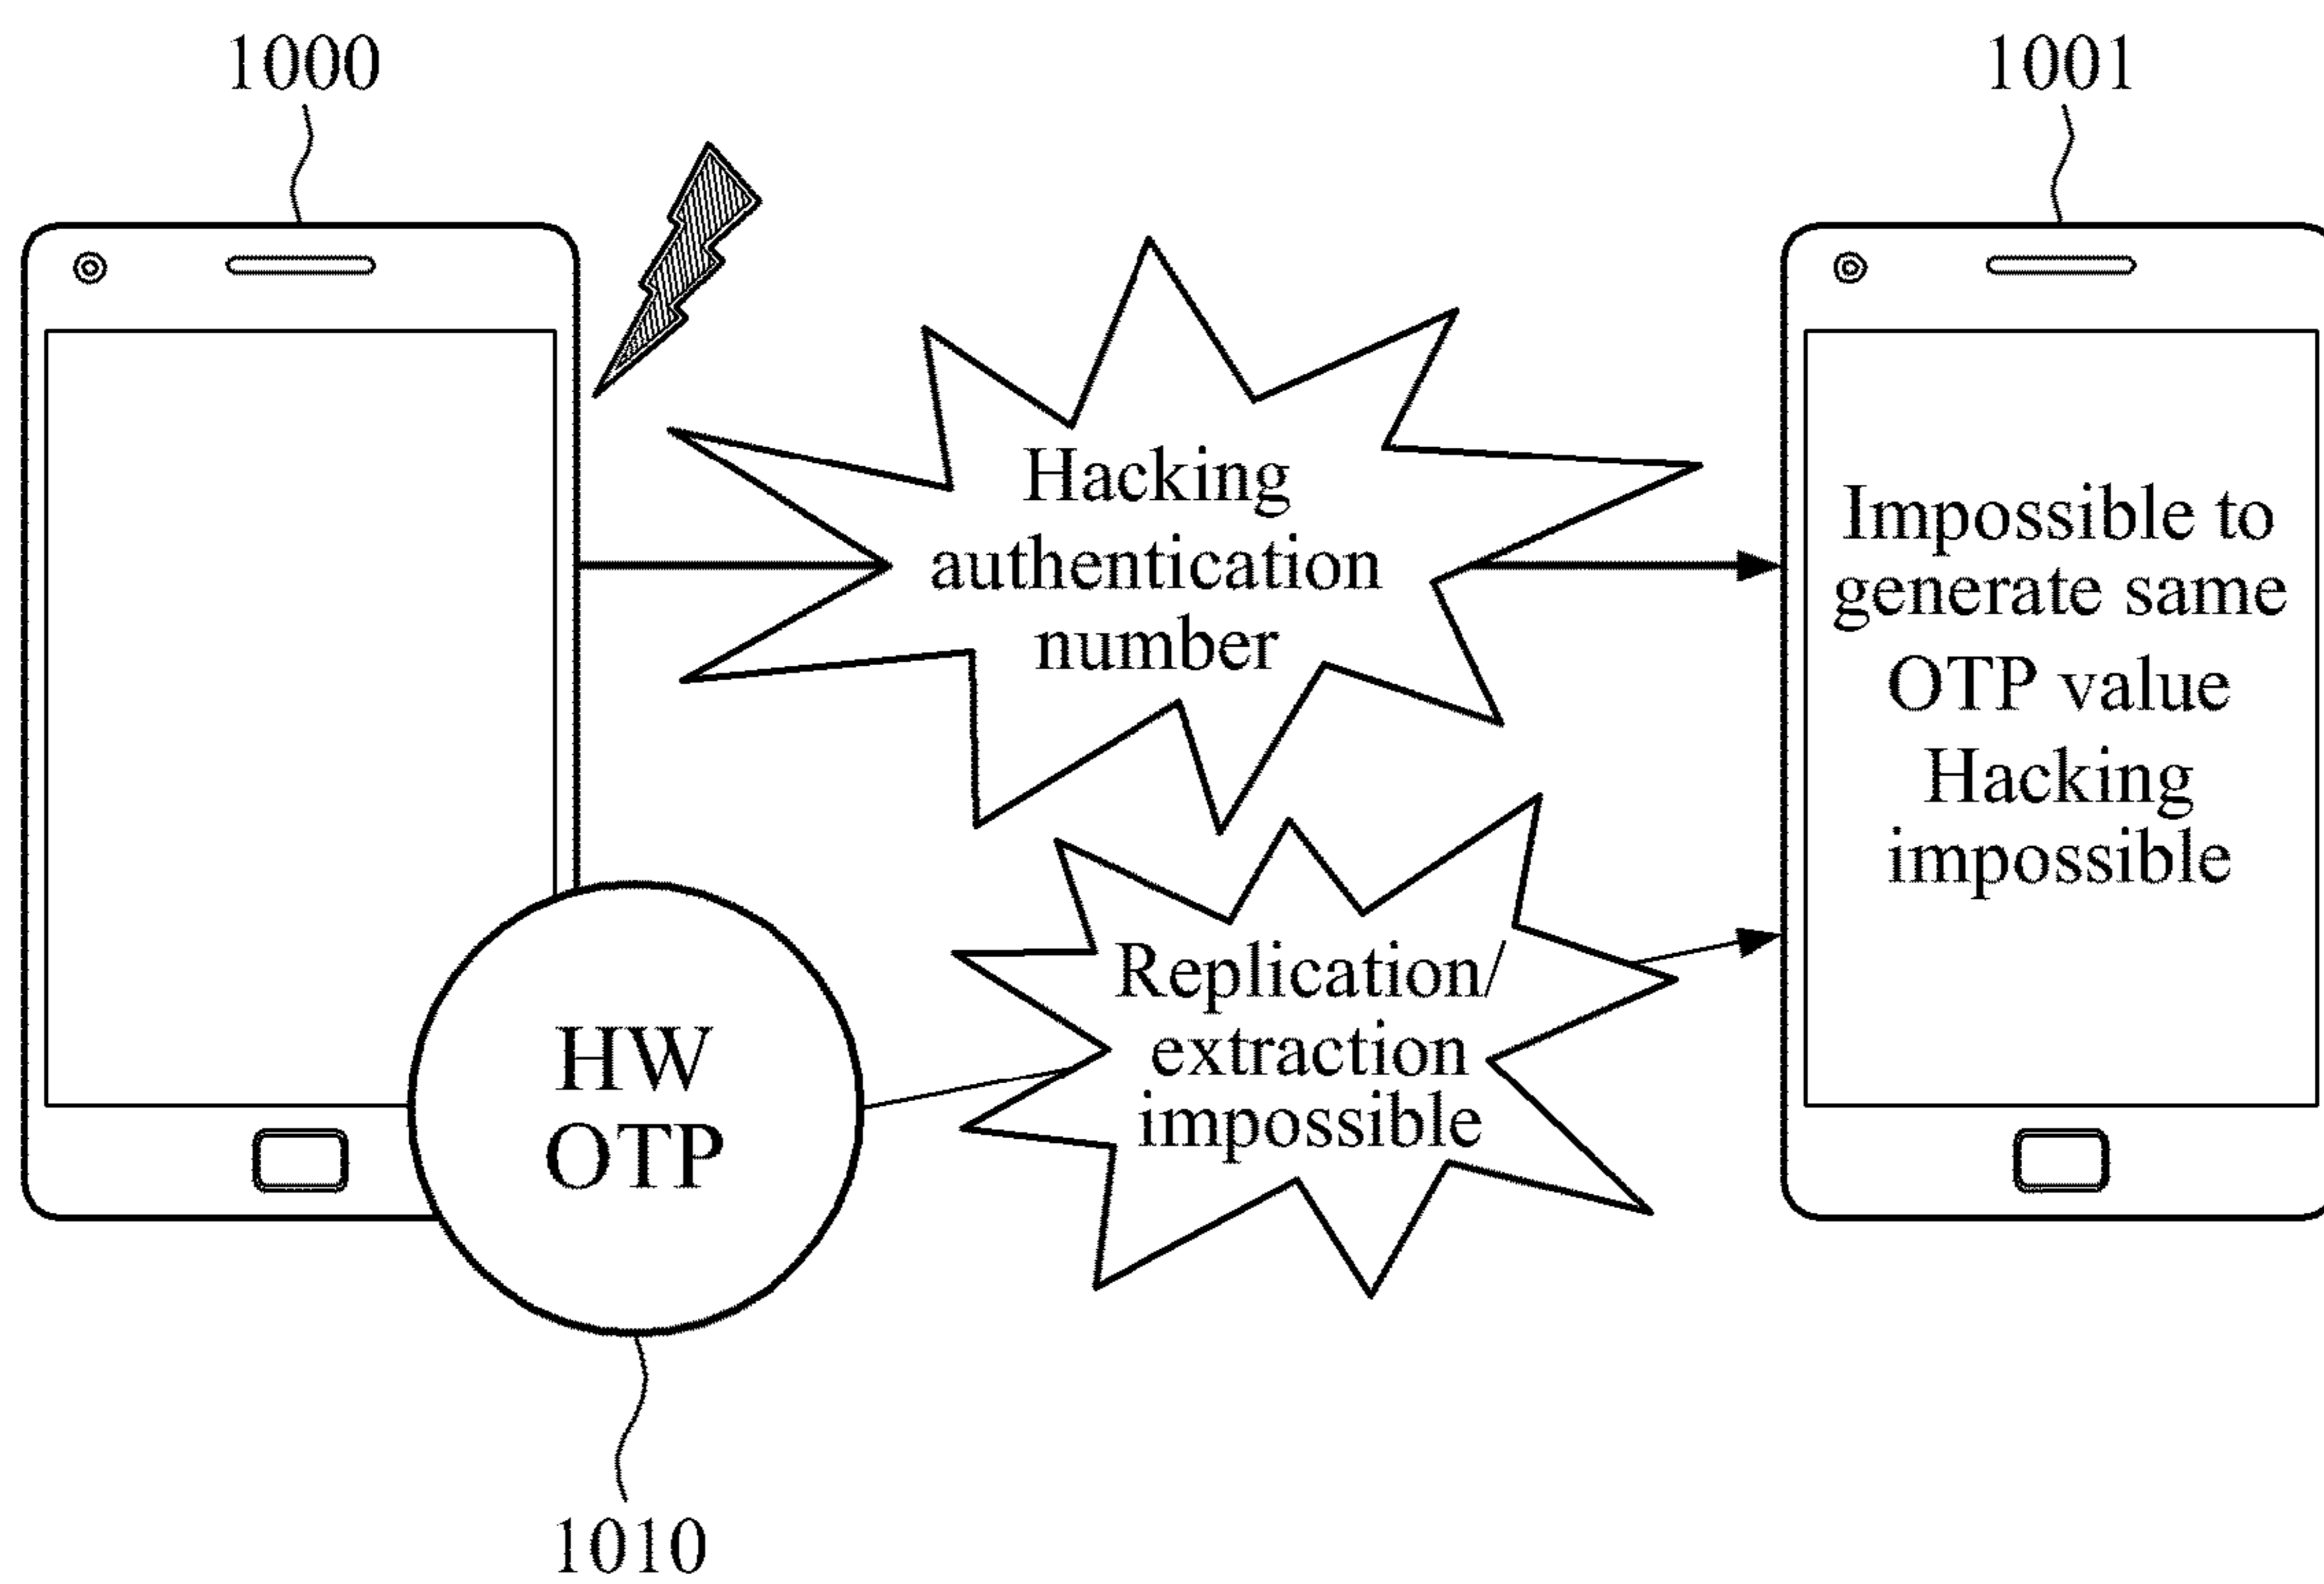 1000
1001
Hacking
authentication
number
Impossible to
generate same
OTP value
Hacking
impossible
Replication/
extraction
impossible
HW
OTP
1010